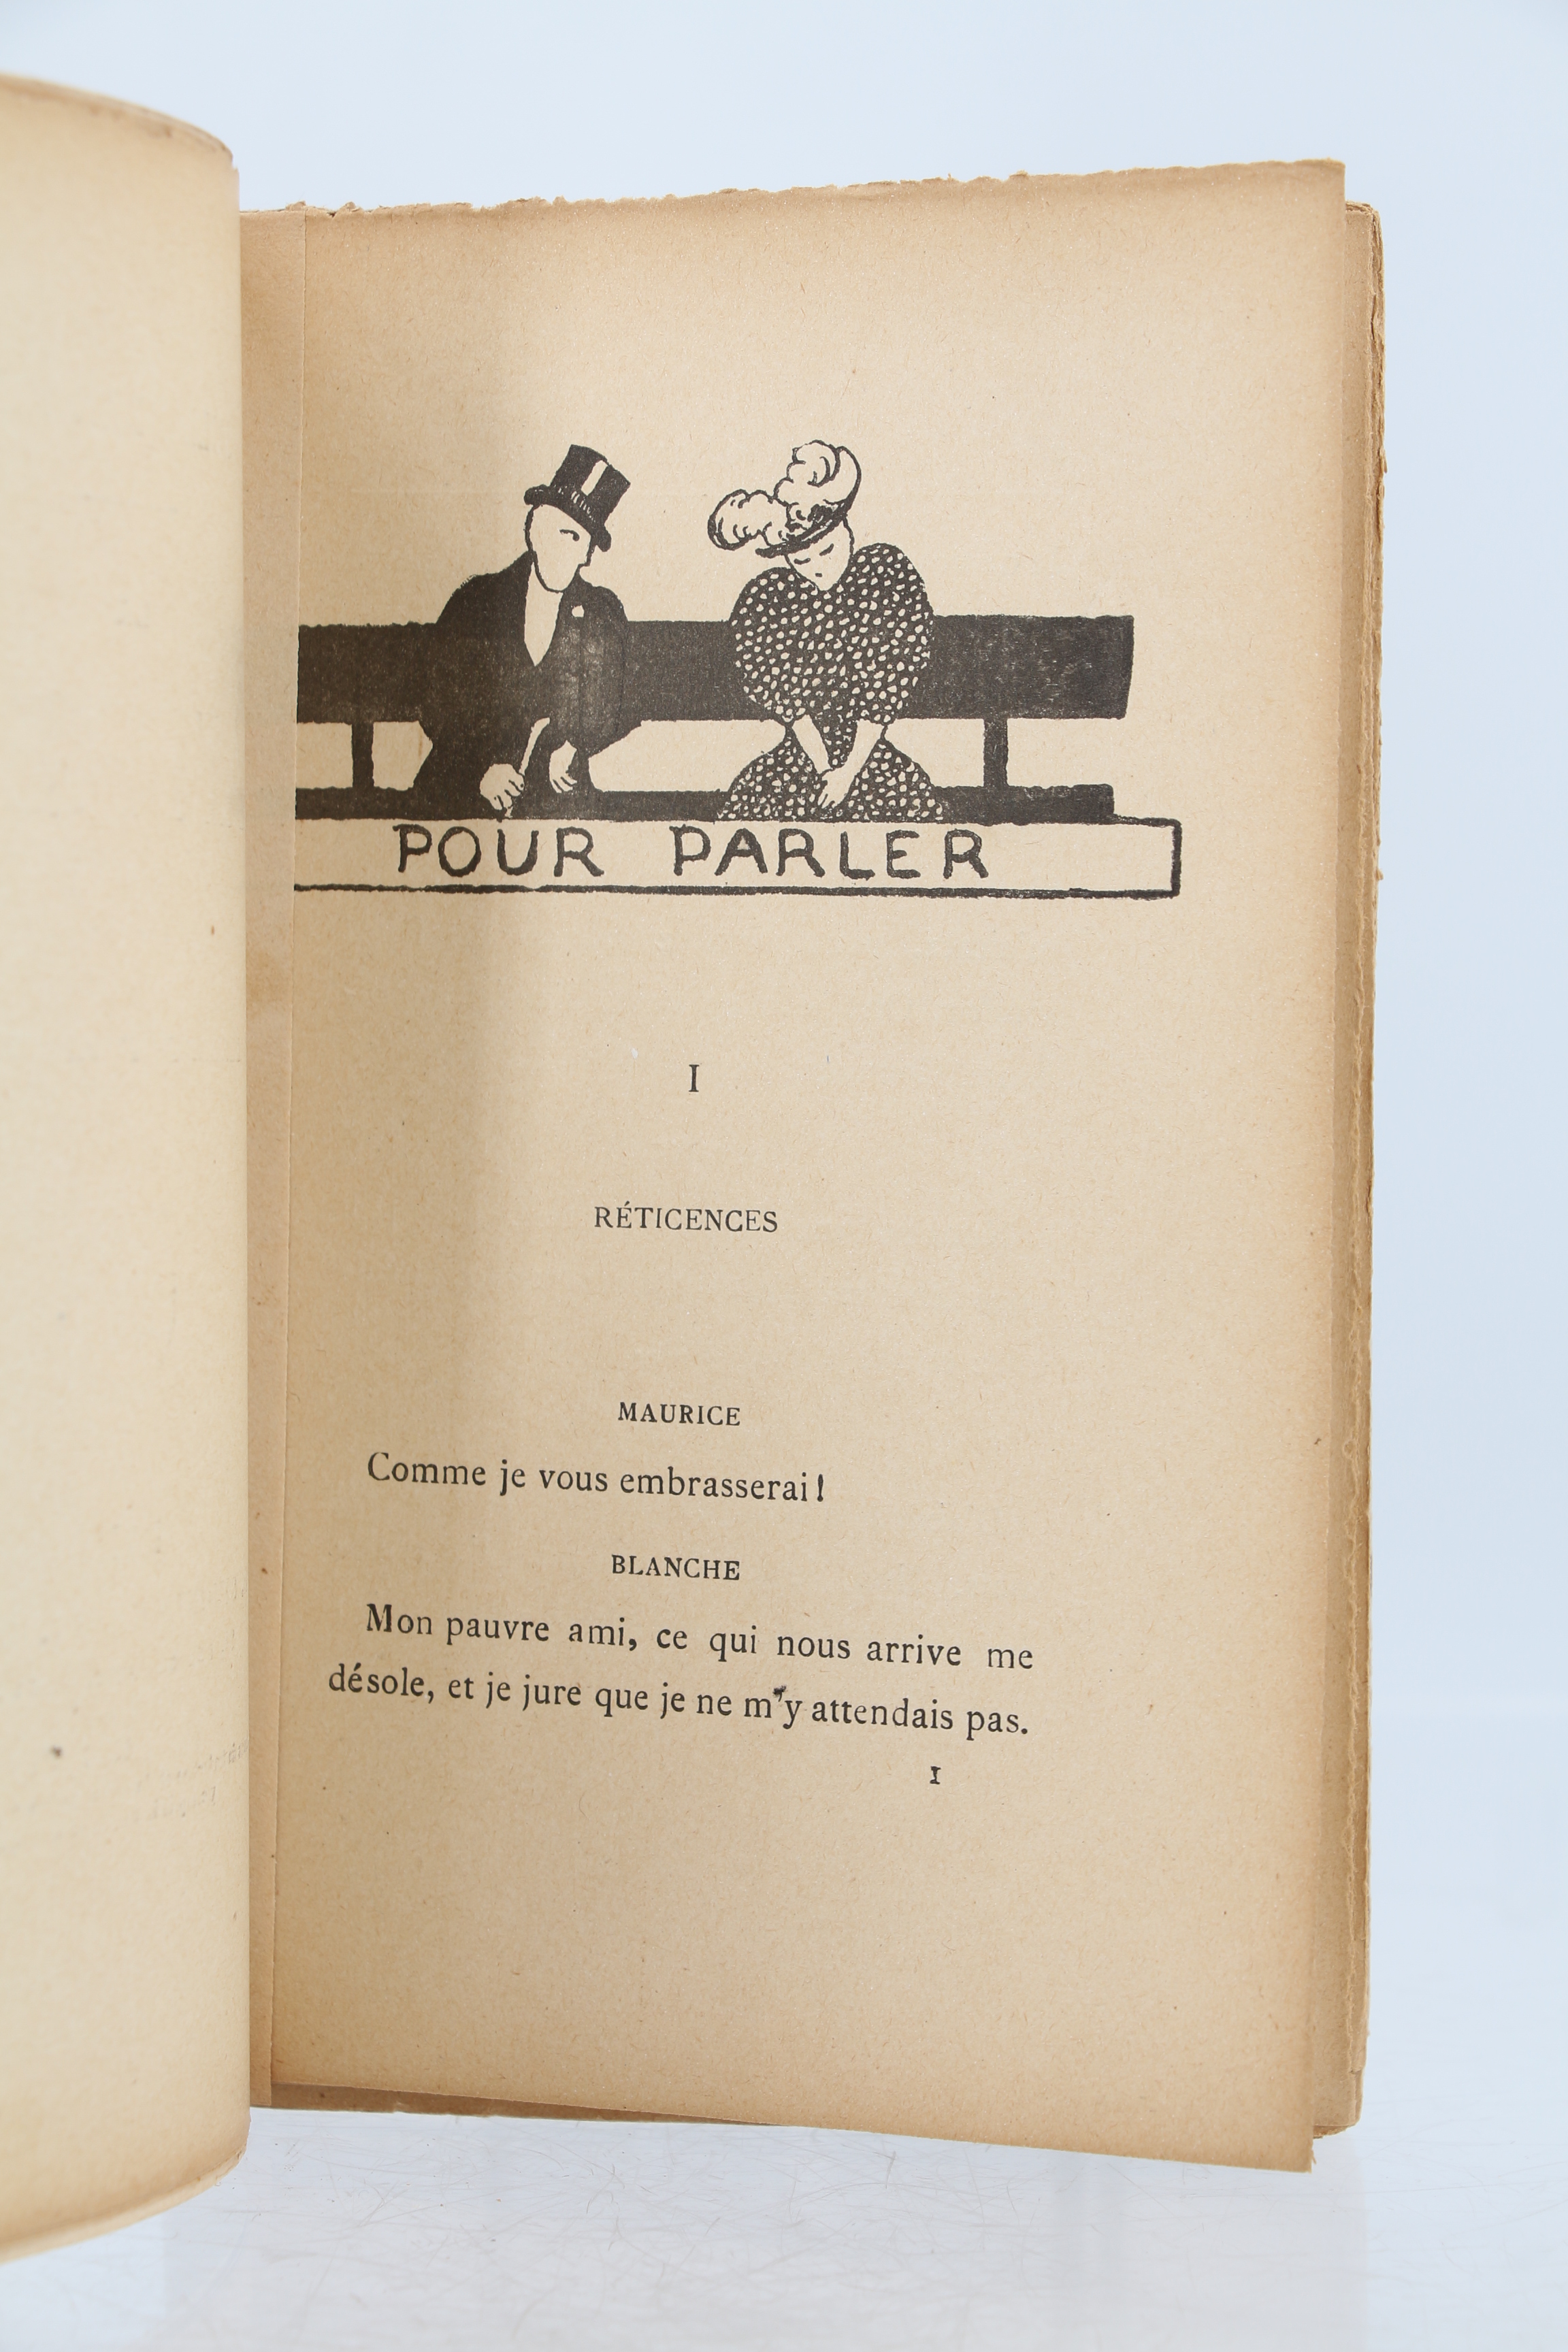 POUR PARLER
I
RÉTICENCES
MAURICE
Comme je vous embrasserai !
BLANCHE
Mon pauvre ami, ce qui nous arrive me
désole, et je jure que je ne m'y attendais pas.
1